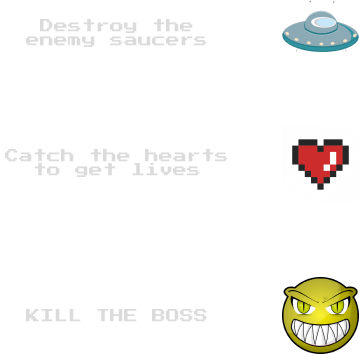 Destroy the
enemy saucers
Catch the hearts
to get lives
KILL THE BOSS